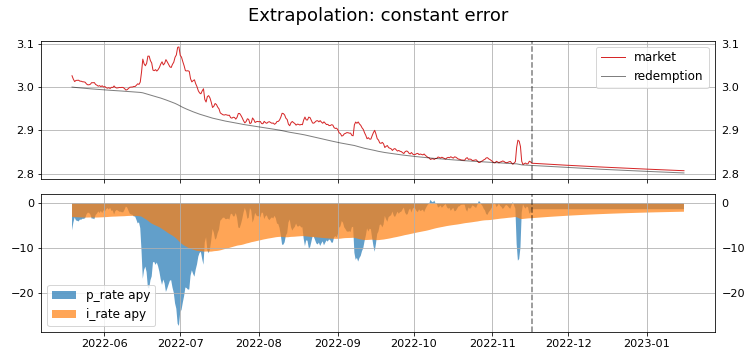 Extrapolation: constant error
3.1 3.1
market
redemption
3.0 3.0
2.9 2.9
2.8 2.8
0 0
−10 −10
−20 −20
p_rate apy
i_rate apy
2022-06 2022-07 2022-08 2022-09 2022-10 2022-11 2022-12 2023-01